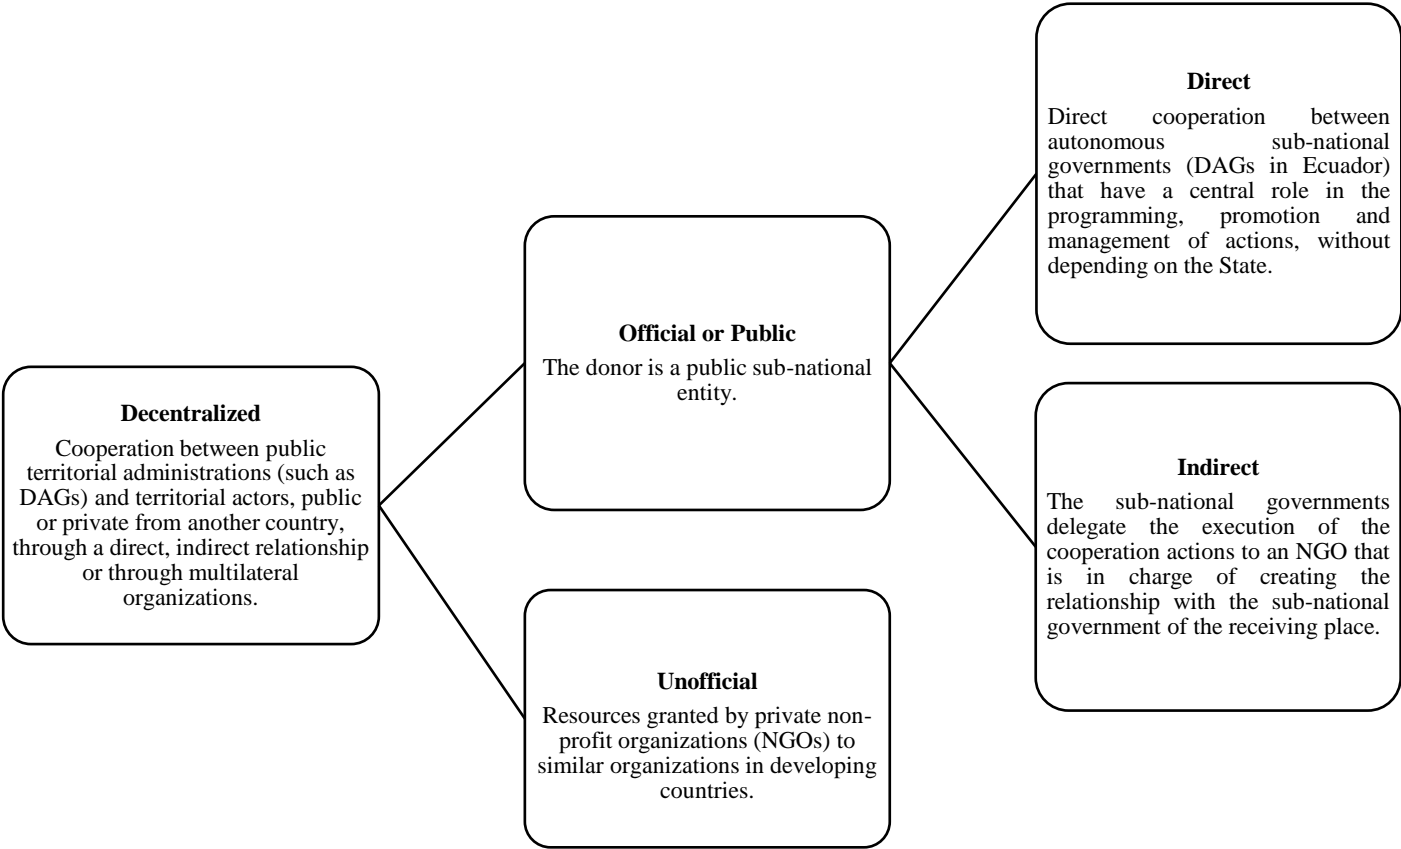 Decentralized
Cooperation between public
territorial administrations (such as
DAGs) and territorial actors, public
or private from another country,
through a direct, indirect relationship
or through multilateral
organizations.
Official or Public
The donor is a public sub-national
entity.
Unofficial
Resources granted by private non-
profit organizations (NGOs) to
similar organizations in developing
countries.
Direct
Direct cooperation between
autonomous sub-national
governments (DAGs in Ecuador)
that have a central role in the
programming, promotion and
management of actions, without
depending on the State.
Indirect
The sub-national governments
delegate the execution of the
cooperation actions to an NGO that
is in charge of creating the
relationship with the sub-national
government of the receiving place.